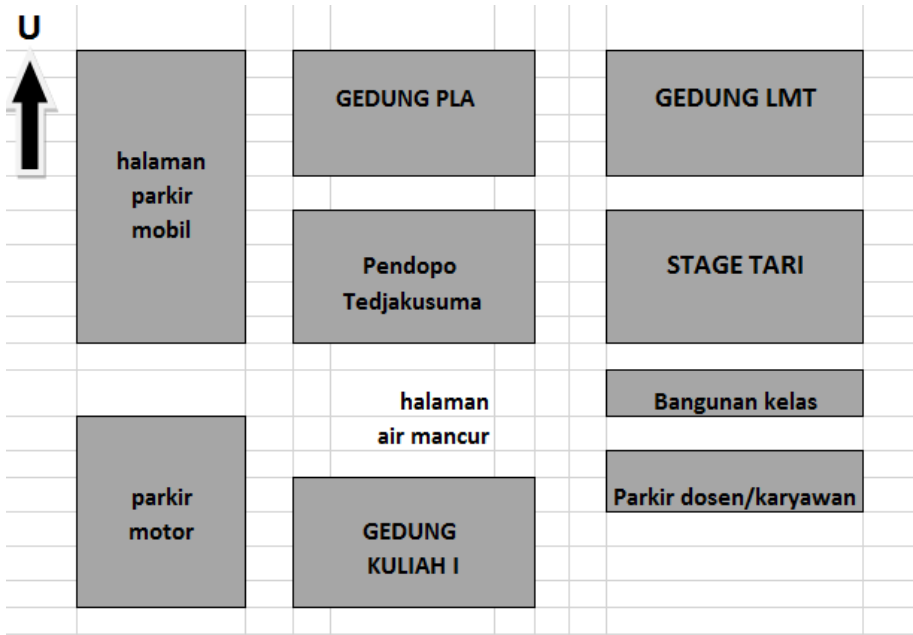 U
GEDUNG PLA
GEDUNG LMT
halaman
parkir
mobil
Pendopo
Tedjakusuma
STAGE TARI
halaman
air mancur
Bangunan kelas
parkir
motor
GEDUNG
KULIAH I
Parkir dosen/karyawan